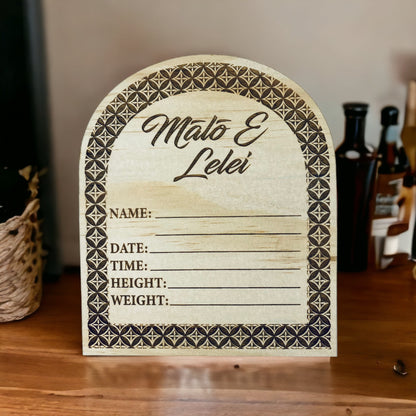 Mālō E
Lelei
NAME:
DATE:
TIME:
HEIGHT:
WEIGHT: